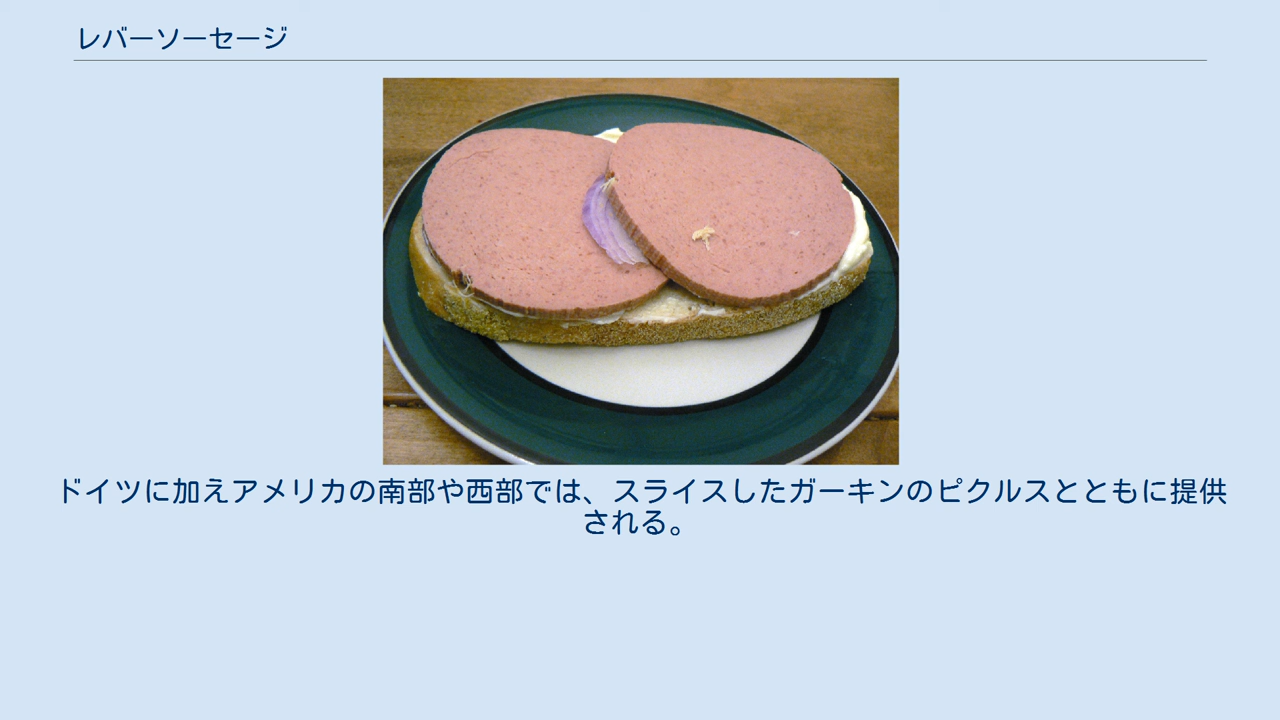 レバーソーセージ
ドイツに加えアメリカの南部や西部では、スライスしたガーキンのピクルスとともに提供
される。